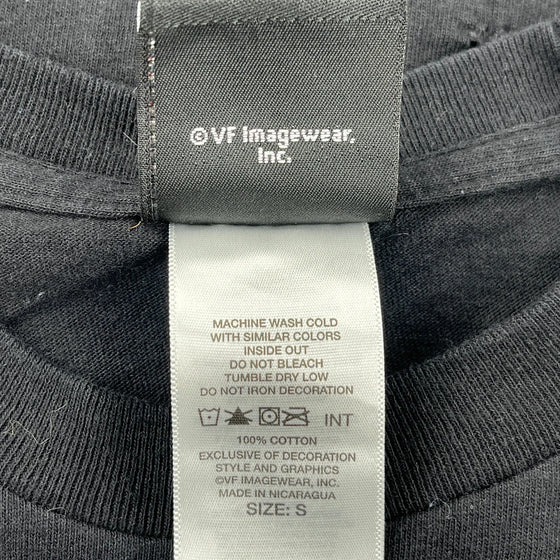 ©VF Imagewear,
Inc.
MACHINE WASH COLD
WITH SIMILAR COLORS
INSIDE OUT
DO NOT BLEACH
TUMBLE DRY LOW
DO NOT IRON DECORATION
INT
100% COTTON
EXCLUSIVE OF DECORATION
STYLE AND GRAPHICS
©VF IMAGEWEAR, INC.
MADE IN NICARAGUA
SIZE: S